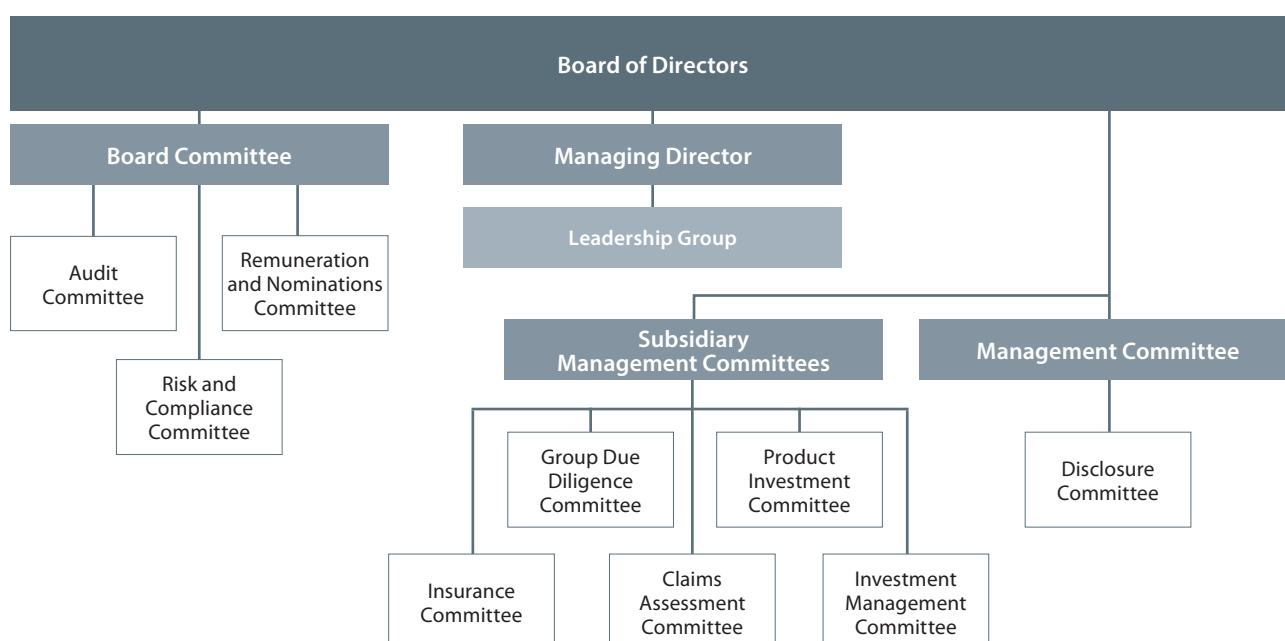 Board of Directors
Board Committee
Managing Director
Leadership Group
Audit
Committee
Remuneration
and Nominations
Committee
Risk and
Compliance
Committee
Subsidiary
Management Committees
Management Committee
Group Due
Diligence
Committee
Product
Investment
Committee
Disclosure
Committee
Insurance
Committee
Claims
Assessment
Committee
Investment
Management
Committee